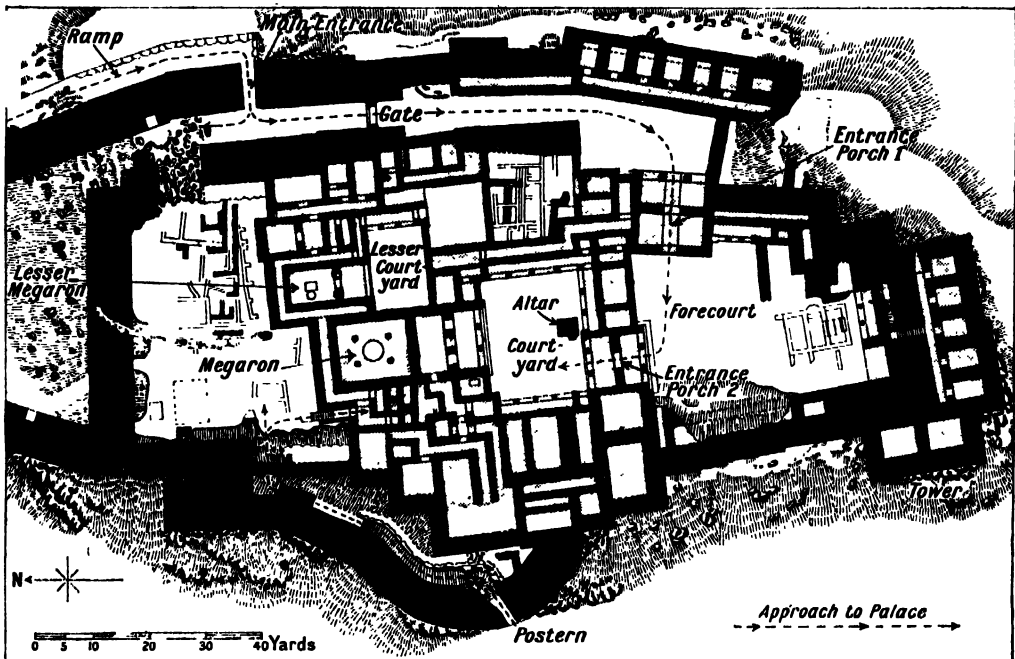 Ramp
Main Entrance
Gate
Entrance
Porch 1
Lesser
Court-
yard
Lesser
Megaron
Altar
Forecourt
Court-
yard
Megaron
Entrance
Porch 2
Tower
N
Approach to Palace
0 5 10 20 30 40 Yards
Postern